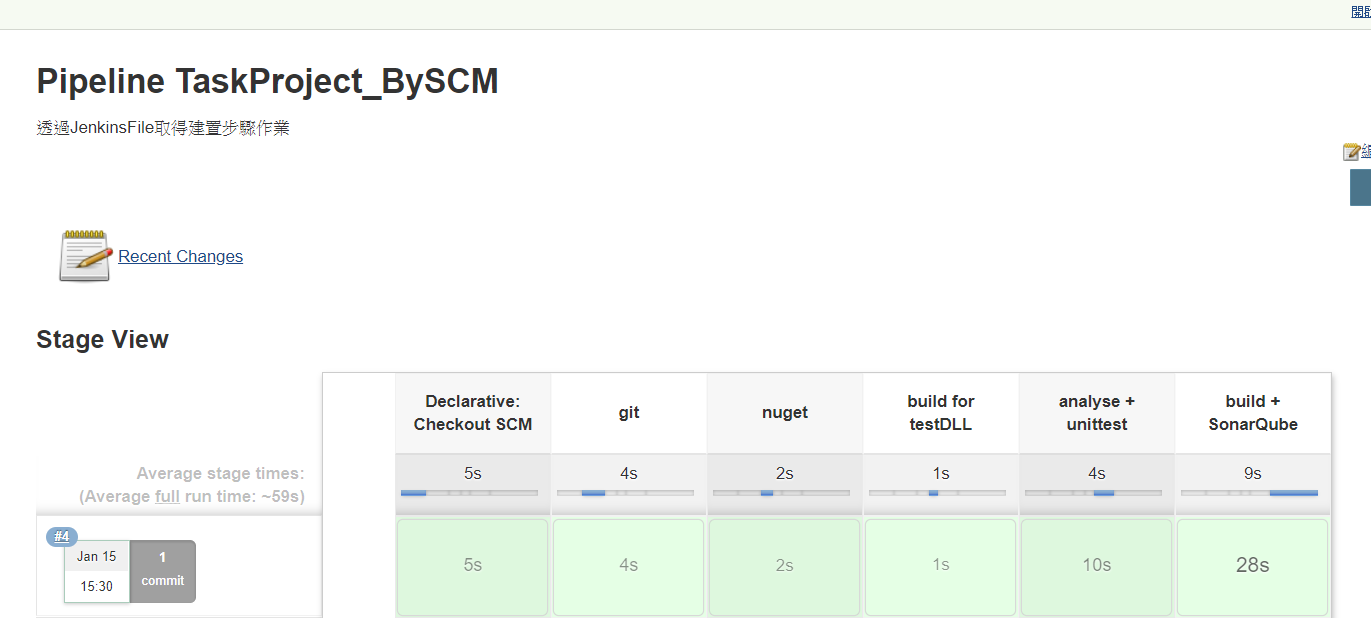 Pipeline TaskProject_BySCM
透過JenkinsFile取得建置步驟作業
Recent Changes
Stage View
Declarative:
Checkout SCM
git
nuget
build for
testDLL
analyse +
unittest
build +
SonarQube
Average stage times:
(Average full run time: ~59s)
5s
4s
2s
1s
4s
9s
#4
Jan 15
15:30
1
commit
5s
4s
2s
1s
10s
28s